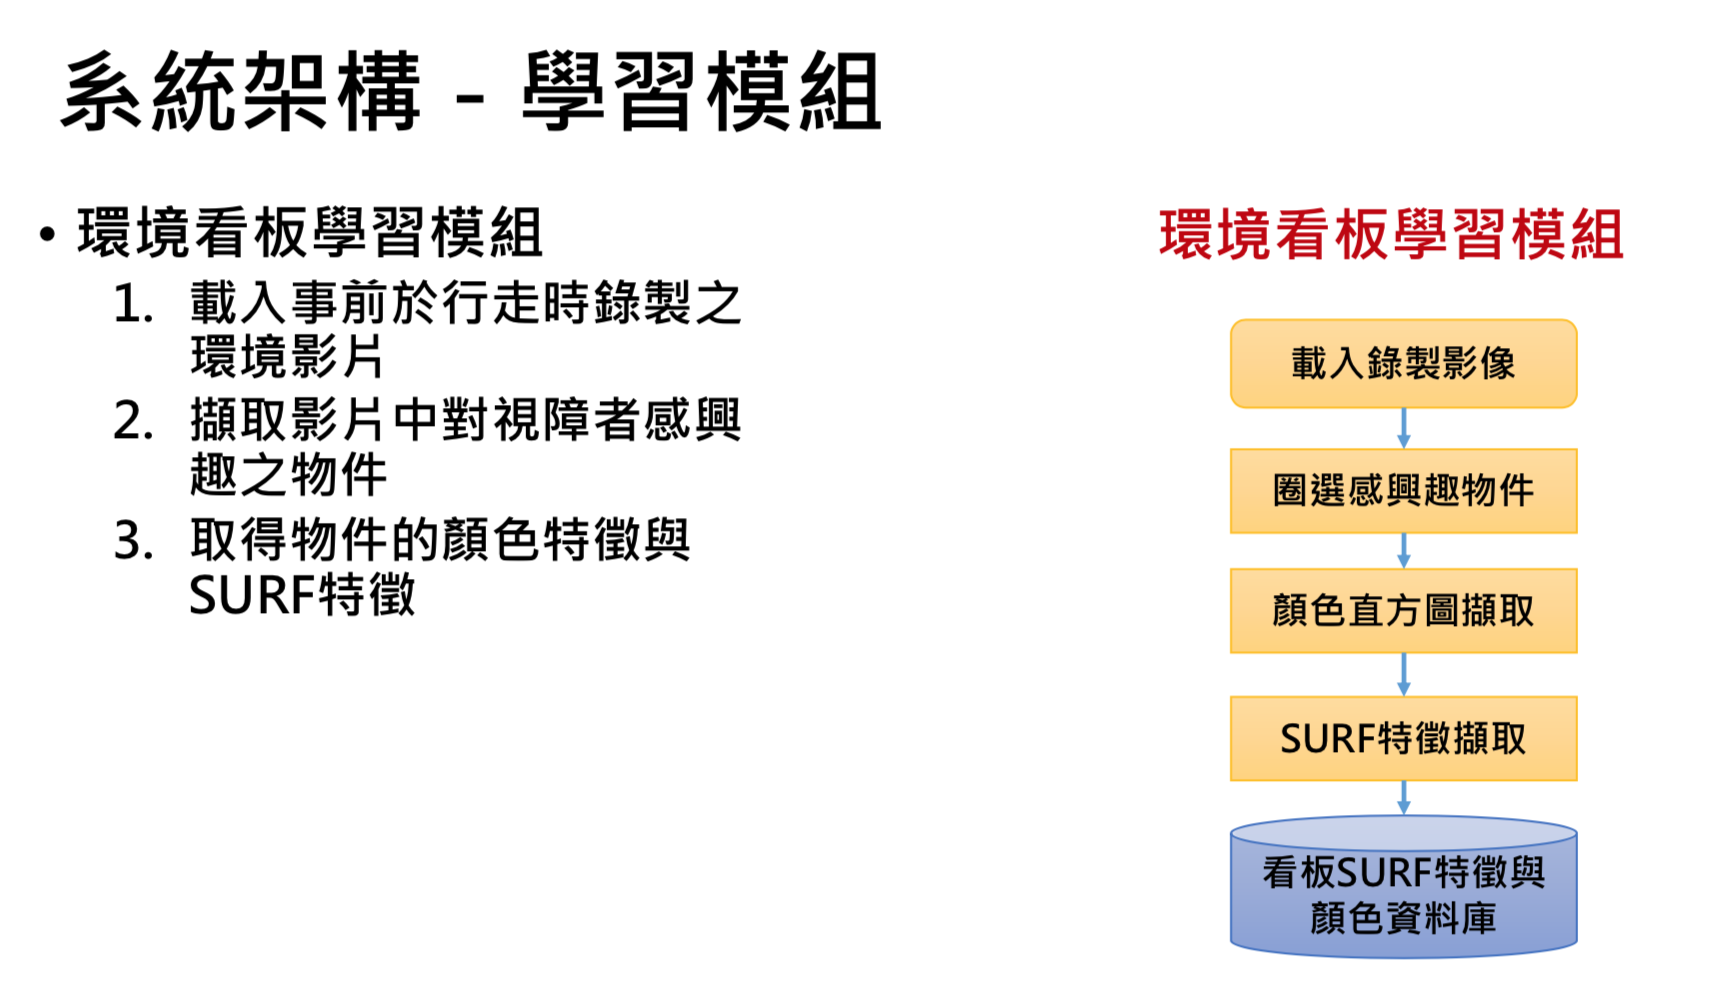 系統架構 - 學習模組
• 環境看板學習模組
1. 載入事前於行走時錄製之
環境影片
2. 擷取影片中對視障者感興
趣之物件
3. 取得物件的顏色特徵與
SURF特徵
環境看板學習模組
載入錄製影像
圈選感興趣物件
顏色直方圖擷取
SURF特徵擷取
看板SURF特徵與
顏色資料庫